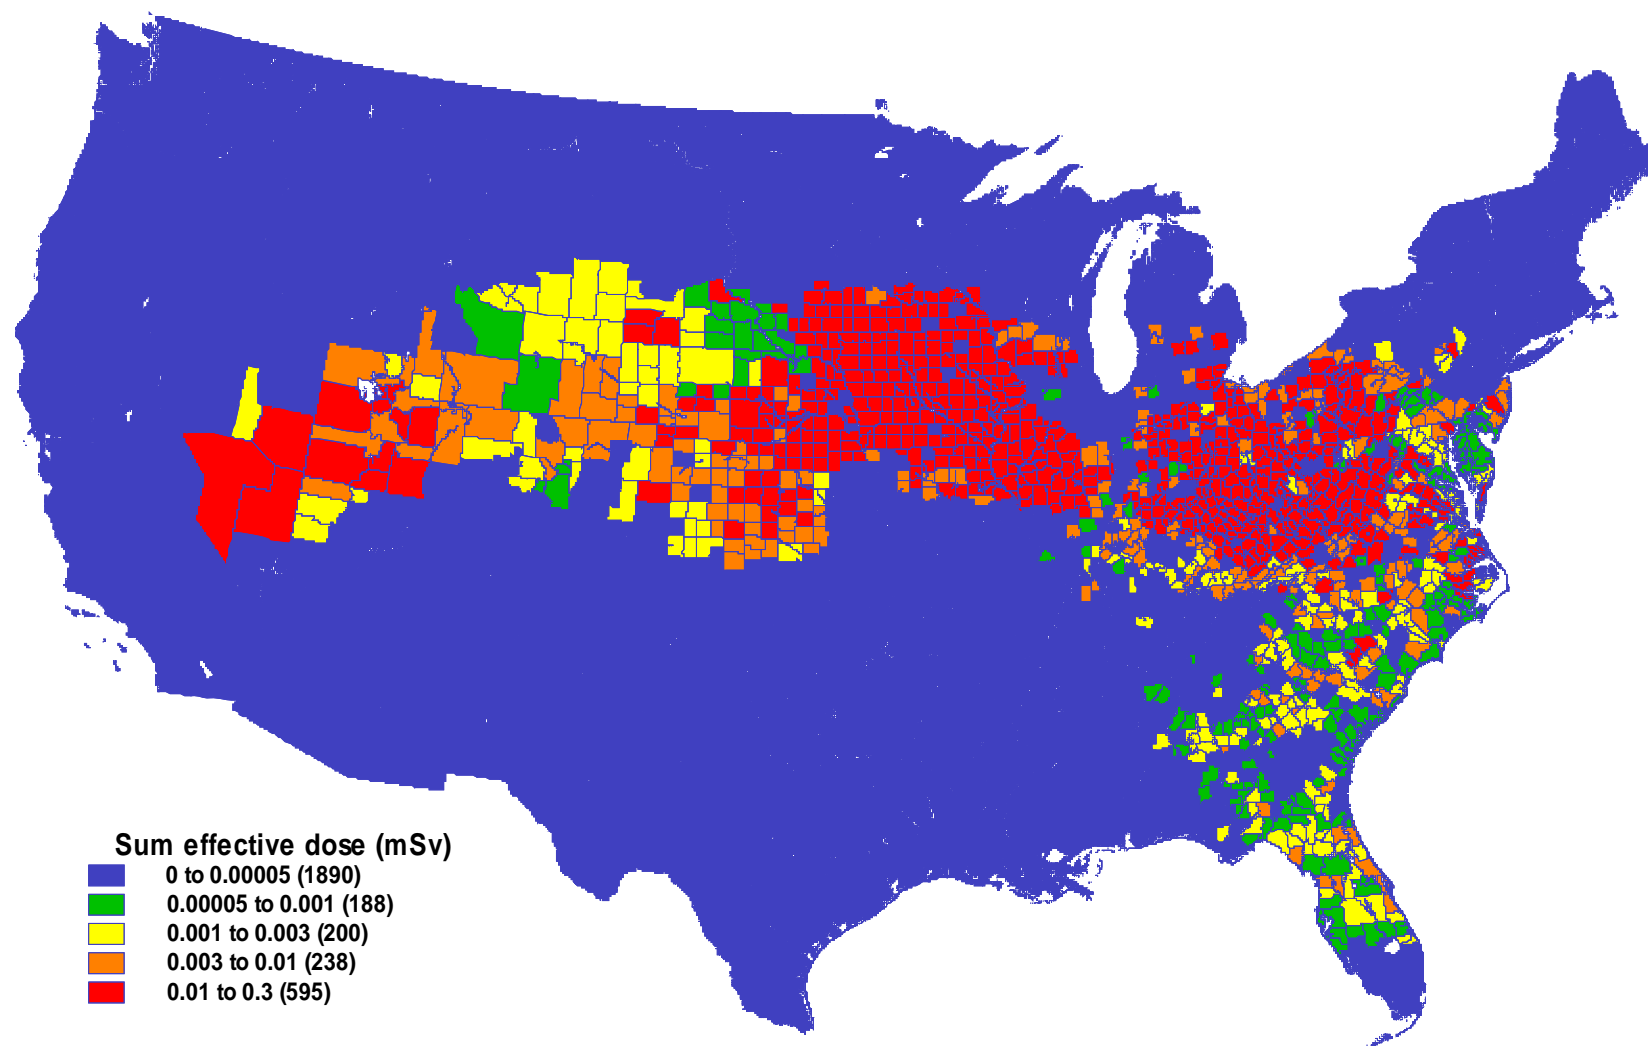 Sum effective dose (mSv)
0 to 0.00005 (1890)
0.00005 to 0.001 (188)
0.001 to 0.003 (200)
0.003 to 0.01 (238)
0.01 to 0.3 (595)